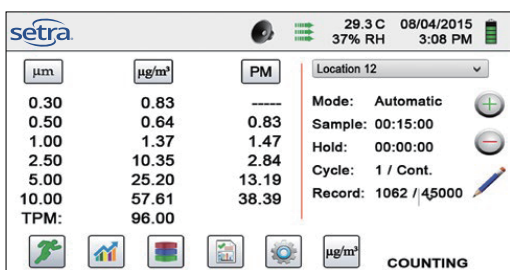 setra.
29.3 C 08/04/2015
37% RH 3:08 PM
µm µg/m³ PM
0.30 0.83 -----
0.50 0.64 0.83
1.00 1.37 1.47
2.50 10.35 2.84
5.00 25.20 13.19
10.00 57.61 38.39
TPM: 96.00
Location 12
Mode: Automatic
Sample: 00:15:00
Hold: 00:00:00
Cycle: 1 / Cont.
Record: 1062 / 45000
µg/m³
COUNTING